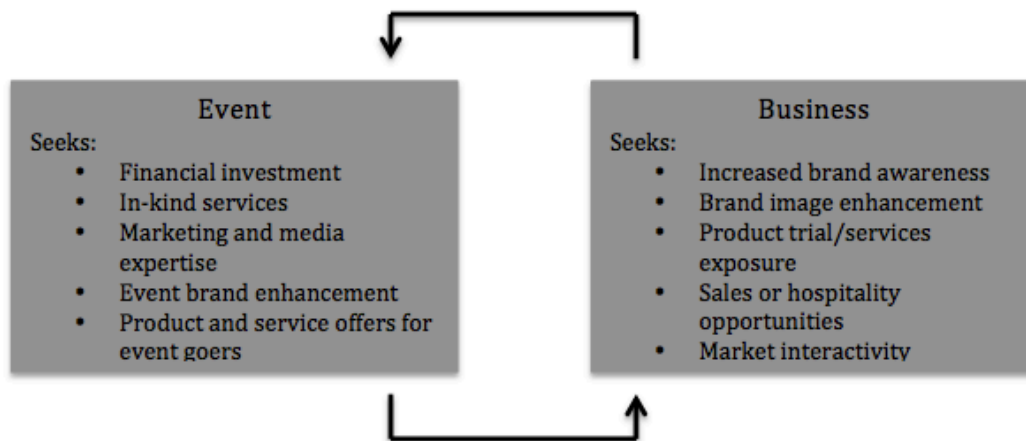 Event
Seeks:
• Financial investment
• In-kind services
• Marketing and media
expertise
• Event brand enhancement
• Product and service offers for
event goers
Business
Seeks:
• Increased brand awareness
• Brand image enhancement
• Product trial/services
exposure
• Sales or hospitality
opportunities
• Market interactivity